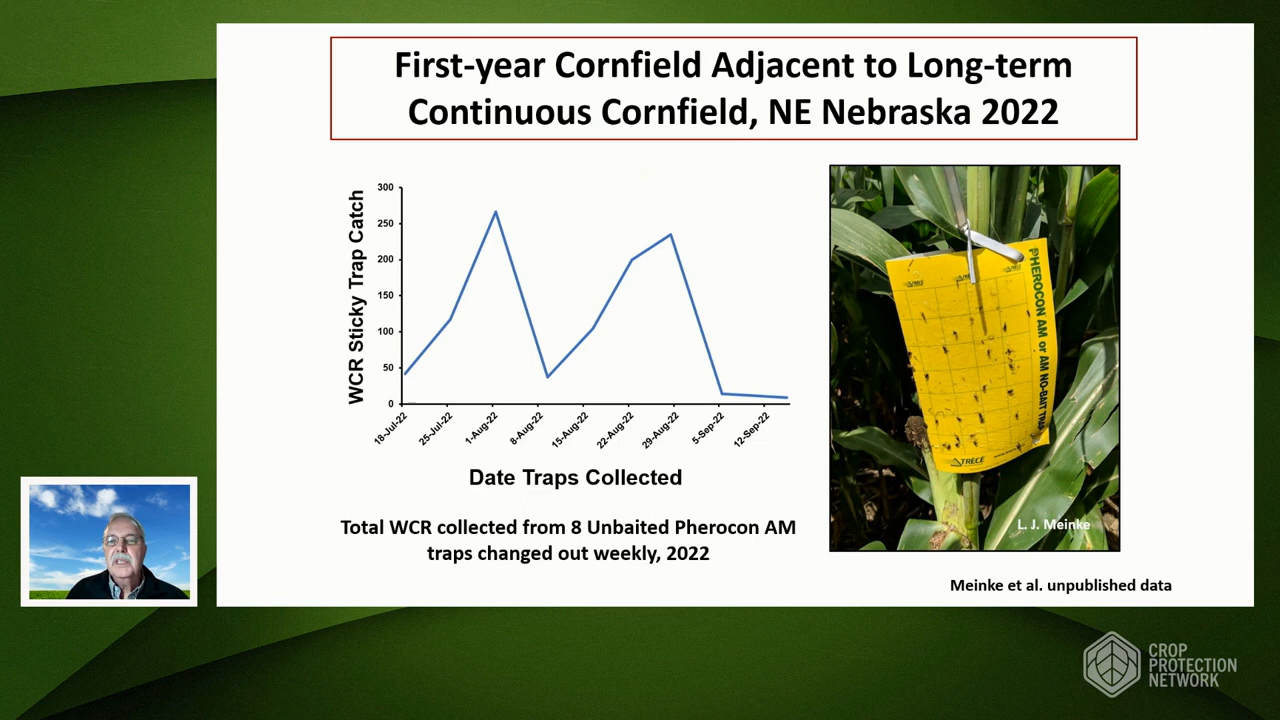 First-year Cornfield Adjacent to Long-term
Continuous Cornfield, NE Nebraska 2022
WCR Sticky Trap Catch
300
250
200
150
100
50
0
18-Jul-22
25-Jul-22
1-Aug-22
8-Aug-22
15-Aug-22
22-Aug-22
29-Aug-22
5-Sep-22
12-Sep-22
Date Traps Collected
Total WCR collected from 8 Unbaited Pherocon AM
traps changed out weekly, 2022
PHEROCON AM or AM NO-BAIT TRAP
TRÉCÉ
L. J. Meinke
Meinke et al. unpublished data
CROP
PROTECTION
NETWORK